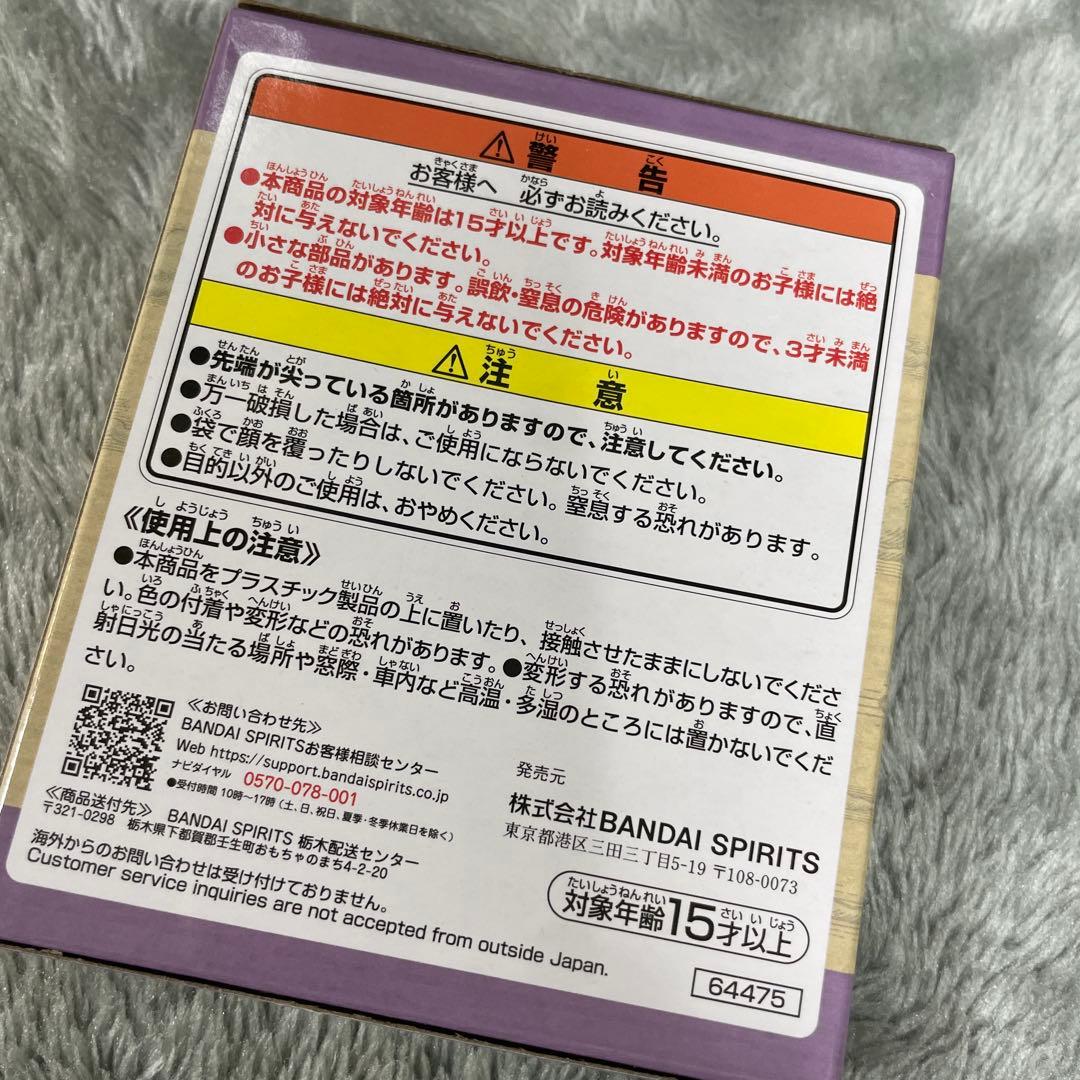 ⚠ 警告
お客様へ 必ずお読みください。
●本商品の対象年齢は15才以上です。対象年齢未満のお子様には絶
対に与えないでください。
●小さな部品があります。誤飲・窒息の危険がありますので、3才未満
のお子様には絶対に与えないでください。
⚠ 注意
●先端が尖っている箇所がありますので、注意してください。
●万一破損した場合は、ご使用にならないでください。
●袋で顔を覆ったりしないでください。窒息する恐れがあります。
●目的以外のご使用は、おやめください。
《使用上の注意》
●本商品をプラスチック製品の上に置いたり、接触させたままにしないでくださ
い。色の付着や変形などの恐れがあります。●変形する恐れがありますので、直
射日光の当たる場所や窓際・車内など高温・多湿のところには置かないでくだ
さい。
《お問い合わせ先》
BANDAI SPIRITSお客様相談センター
Web https://support.bandaispirits.co.jp
ナビダイヤル 0570-078-001
●受付時間 10時〜17時(土、日、祝日、夏季・冬季休業日を除く)
《商品送付先》 BANDAI SPIRITS 栃木配送センター
〒321-0298 栃木県下都賀郡壬生町おもちゃのまち4-2-20
海外からのお問い合わせは受け付けておりません。
Customer service inquiries are not accepted from outside Japan.
発売元
株式会社BANDAI SPIRITS
東京都港区三田三丁目5-19 〒108-0073
対象年齢15才以上
64475